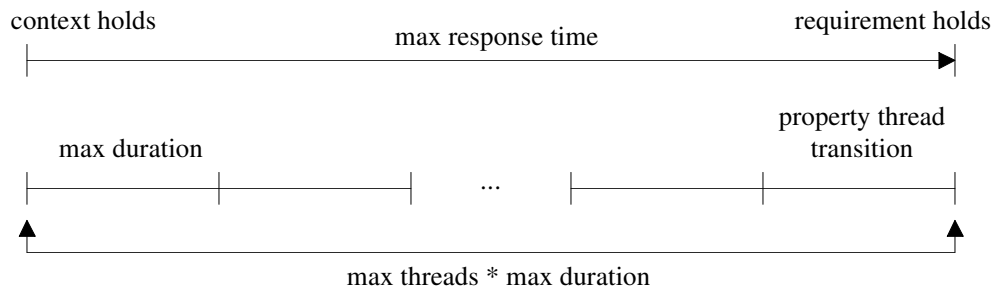 context holds
requirement holds
max response time
property thread
transition
max duration
...
max threads * max duration